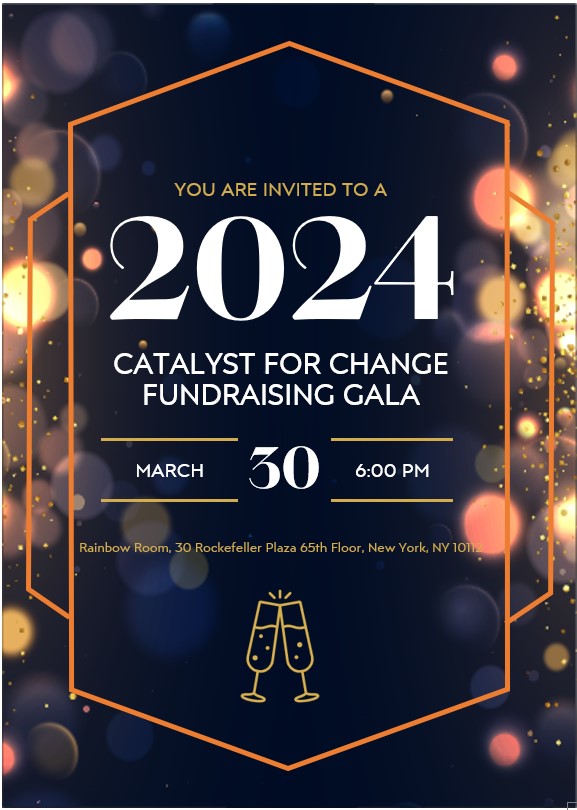 YOU ARE INVITED TO A
2024
CATALYST FOR CHANGE
FUNDRAISING GALA
MARCH 30 6:00 PM
Rainbow Room, 30 Rockefeller Plaza 65th Floor, New York, NY 10112